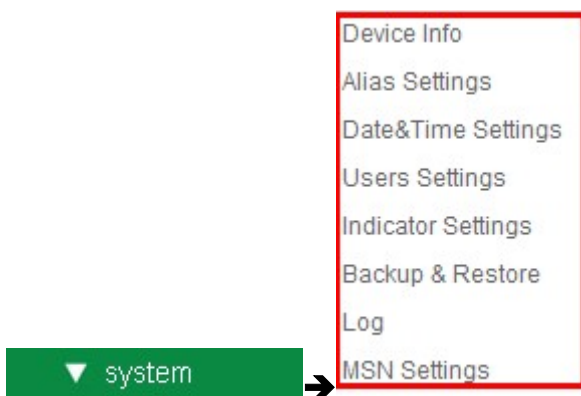 Device Info
Alias Settings
Date&Time Settings
Users Settings
Indicator Settings
Backup & Restore
Log
▼ system
MSN Settings